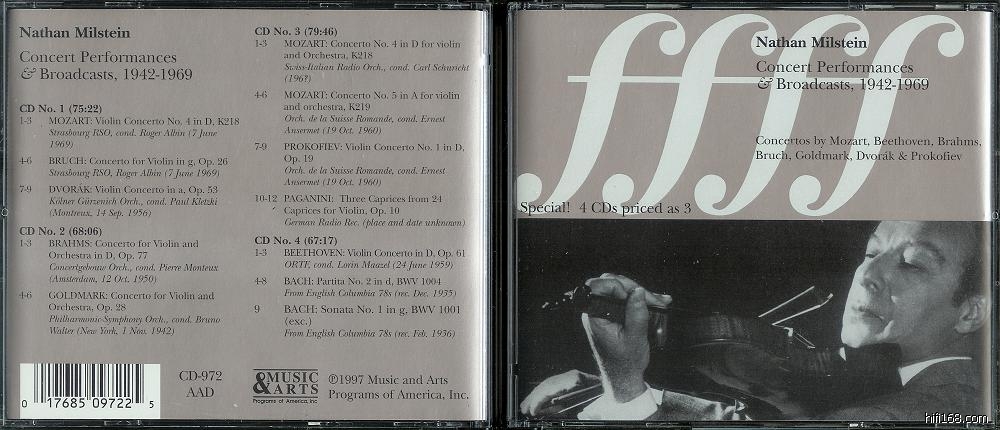 Nathan Milstein
Concert Performances
& Broadcasts, 1942-1969
CD No. 1 (75:22)
1-3 MOZART: Violin Concerto No. 4 in D, K218
Strasbourg RSO, cond. Roger Albin (7 June
1969)
4-6 BRUCH: Concerto for Violin in g, Op. 26
Strasbourg RSO, Roger Albin (7 June 1969)
7-9 DVORÁK: Violin Concerto in a, Op. 53
Kölner Gürzenich Orch., cond. Paul Kletzki
(Montreux, 14 Sep. 1956)
CD No. 2 (68:06)
1-3 BRAHMS: Concerto for Violin and
Orchestra in D, Op. 77
Concertgebouw Orch., cond. Pierre Monteux
(Amsterdam, 12 Oct. 1950)
4-6 GOLDMARK: Concerto for Violin and
Orchestra, Op. 28
Philharmonic-Symphony Orch., cond. Bruno
Walter (New York, 1 Nov. 1942)
CD No. 3 (79:46)
1-3 MOZART: Concerto No. 4 in D for violin
and Orchestra, K218
Swiss-Italian Radio Orch., cond. Carl Schuricht
(196?)
4-6 MOZART: Concerto No. 5 in A for violin
and orchestra, K219
Orch. de la Suisse Romande, cond. Ernest
Ansermet (19 Oct. 1960)
7-9 PROKOFIEV: Violin Concerto No. 1 in D,
Op. 19
Orch. de la Suisse Romande, cond. Ernest
Ansermet (19 Oct. 1960)
10-12 PAGANINI: Three Caprices from 24
Caprices for Violin, Op. 10
German Radio Rec. (place and date unknown)
CD No. 4 (67:17)
1-3 BEETHOVEN: Violin Concerto in D, Op. 61
ORTF, cond. Lorin Maazel (24 June 1959)
4-8 BACH: Partita No. 2 in d, BWV 1004
From English Columbia 78s (rec. Dec. 1935)
9 BACH: Sonata No. 1 in g, BWV 1001
(exc.)
From English Columbia 78s (rec. Feb. 1936)
0 17685 09722 5
CD-972
AAD
MUSIC
& ARTS
Programs of America, Inc
℗1997 Music and Arts
Programs of America, Inc.
ffff
Nathan Milstein
Concert Performances
& Broadcasts, 1942-1969
Concertos by Mozart, Beethoven, Brahms,
Bruch, Goldmark, Dvorák & Prokofiev
Special! 4 CDs priced as 3
hifi168.com